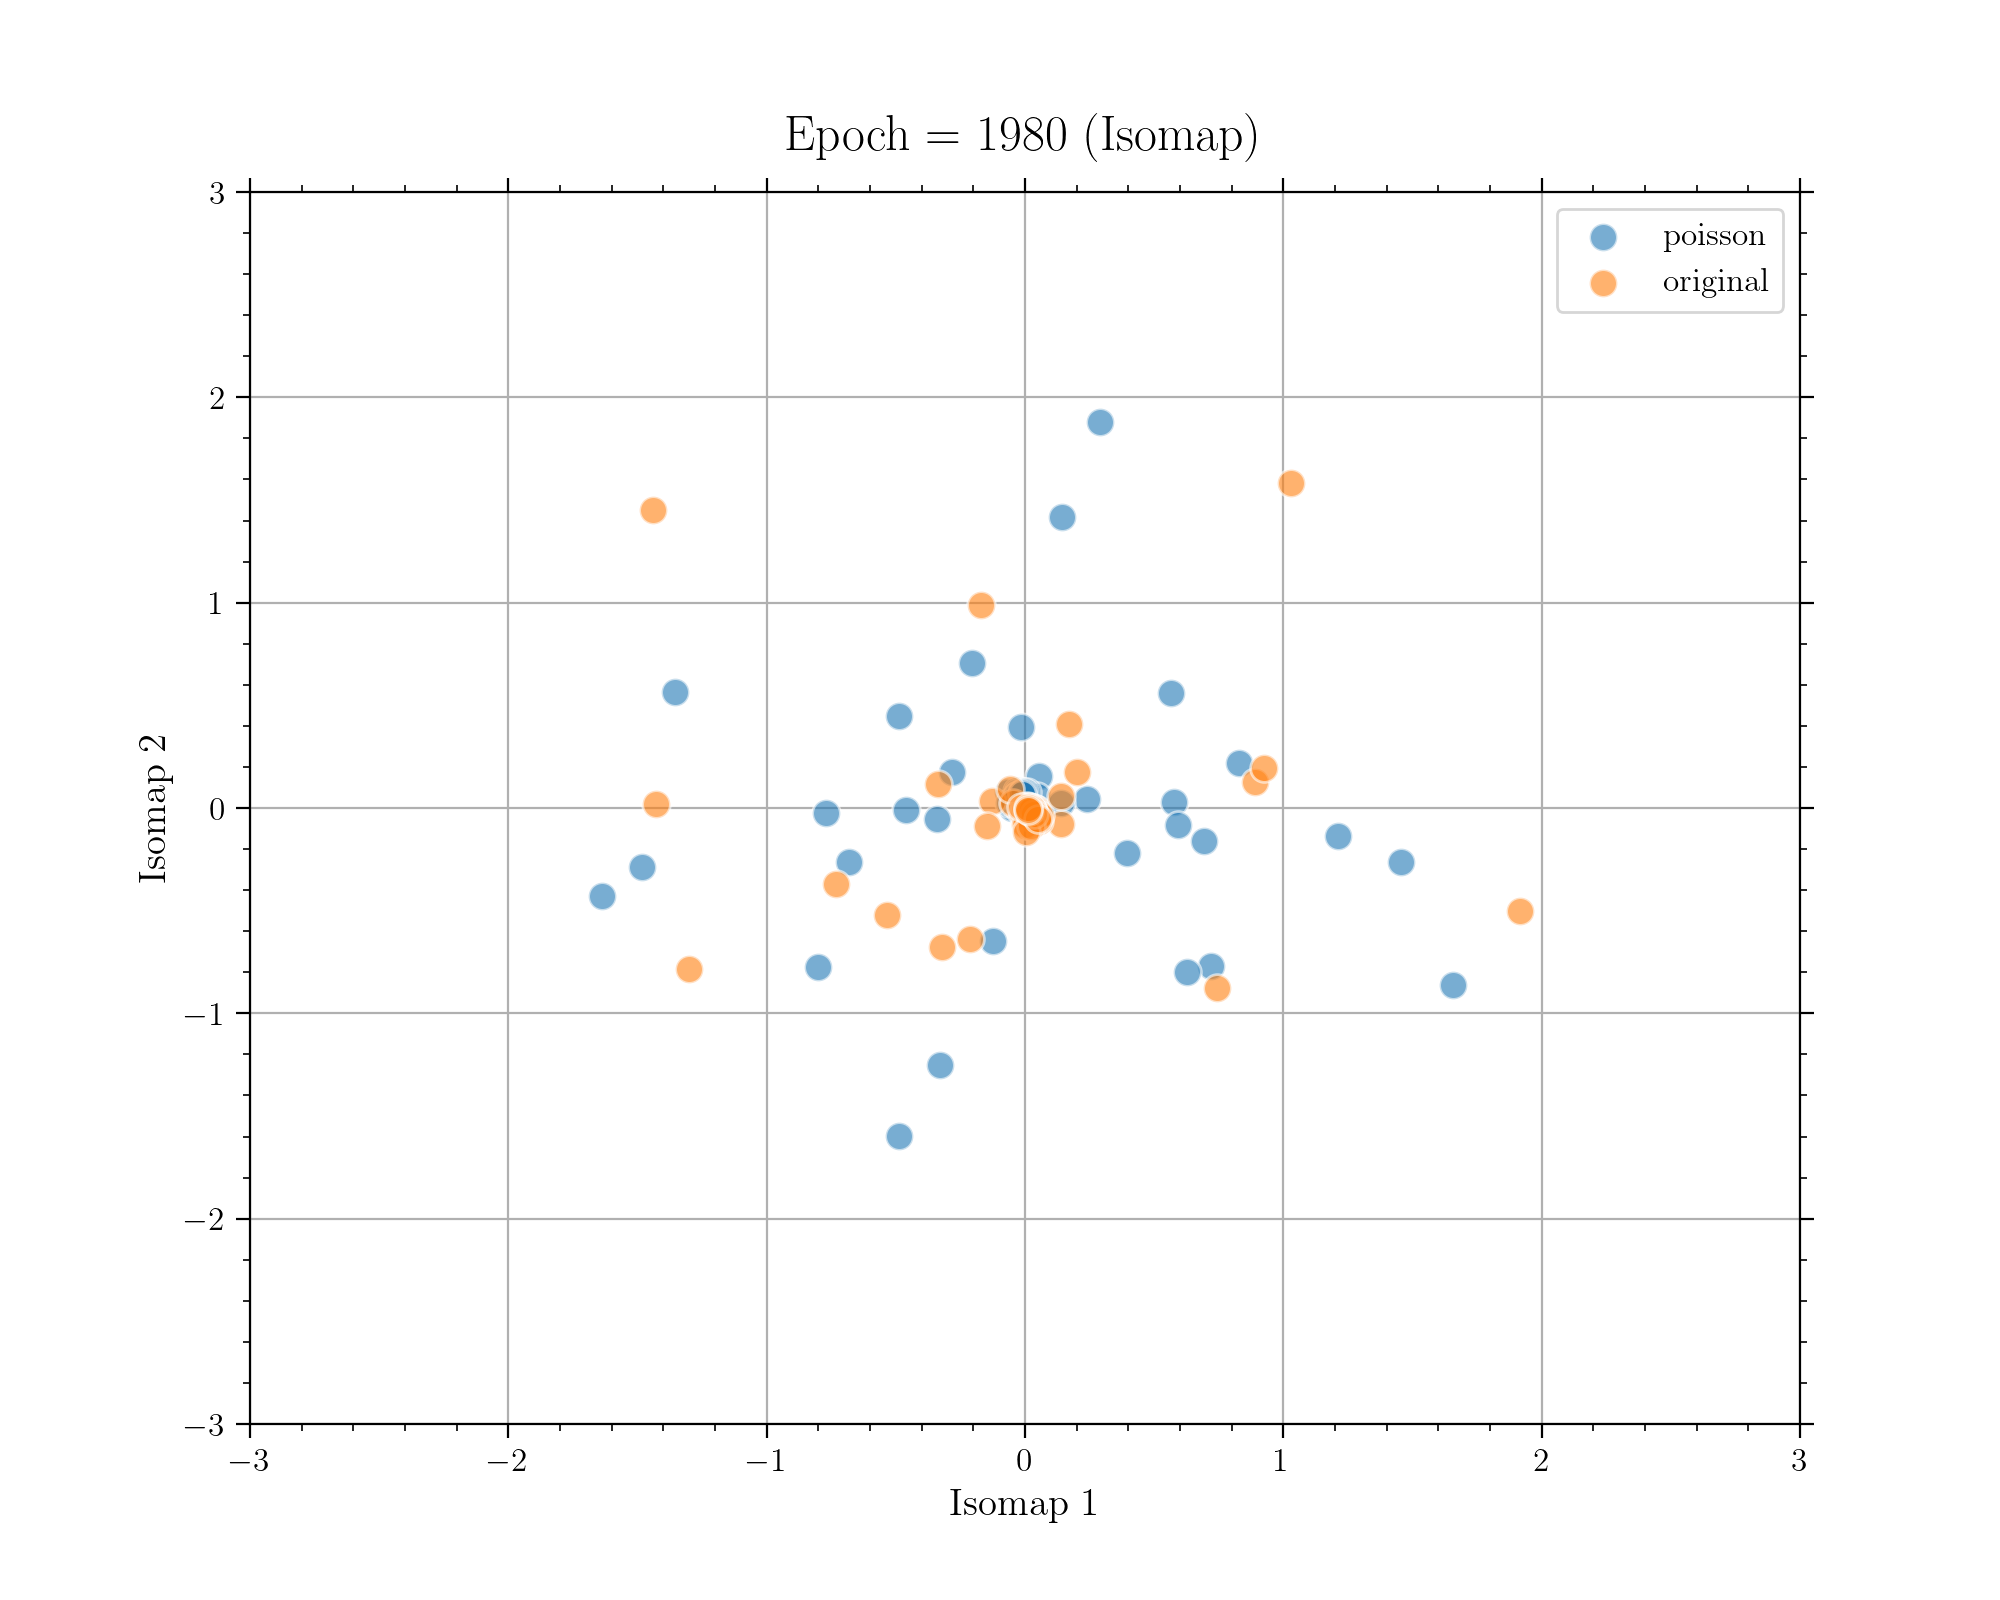 Epoch = 1980 (Isomap)
poisson
original
3
2
1
0
−1
−2
−3
Isomap 2
−3
−2
−1
0
1
2
3
Isomap 1